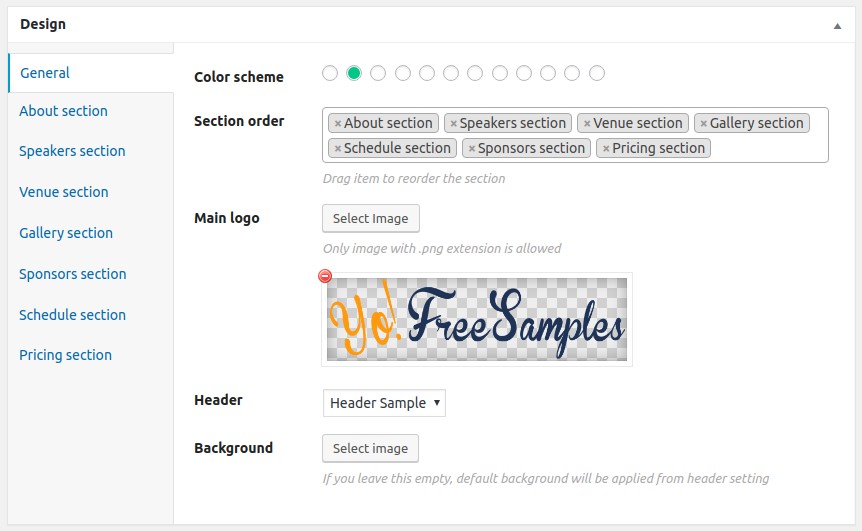 Design
General
About section
Speakers section
Venue section
Gallery section
Sponsors section
Schedule section
Pricing section
Color scheme
Section order
×About section ×Speakers section ×Venue section ×Gallery section
×Schedule section ×Sponsors section ×Pricing section
Drag item to reorder the section
Main logo
Select Image
Only image with .png extension is allowed
Yo! FreeSamples
Header
Header Sample
Background
Select image
If you leave this empty, default background will be applied from header setting